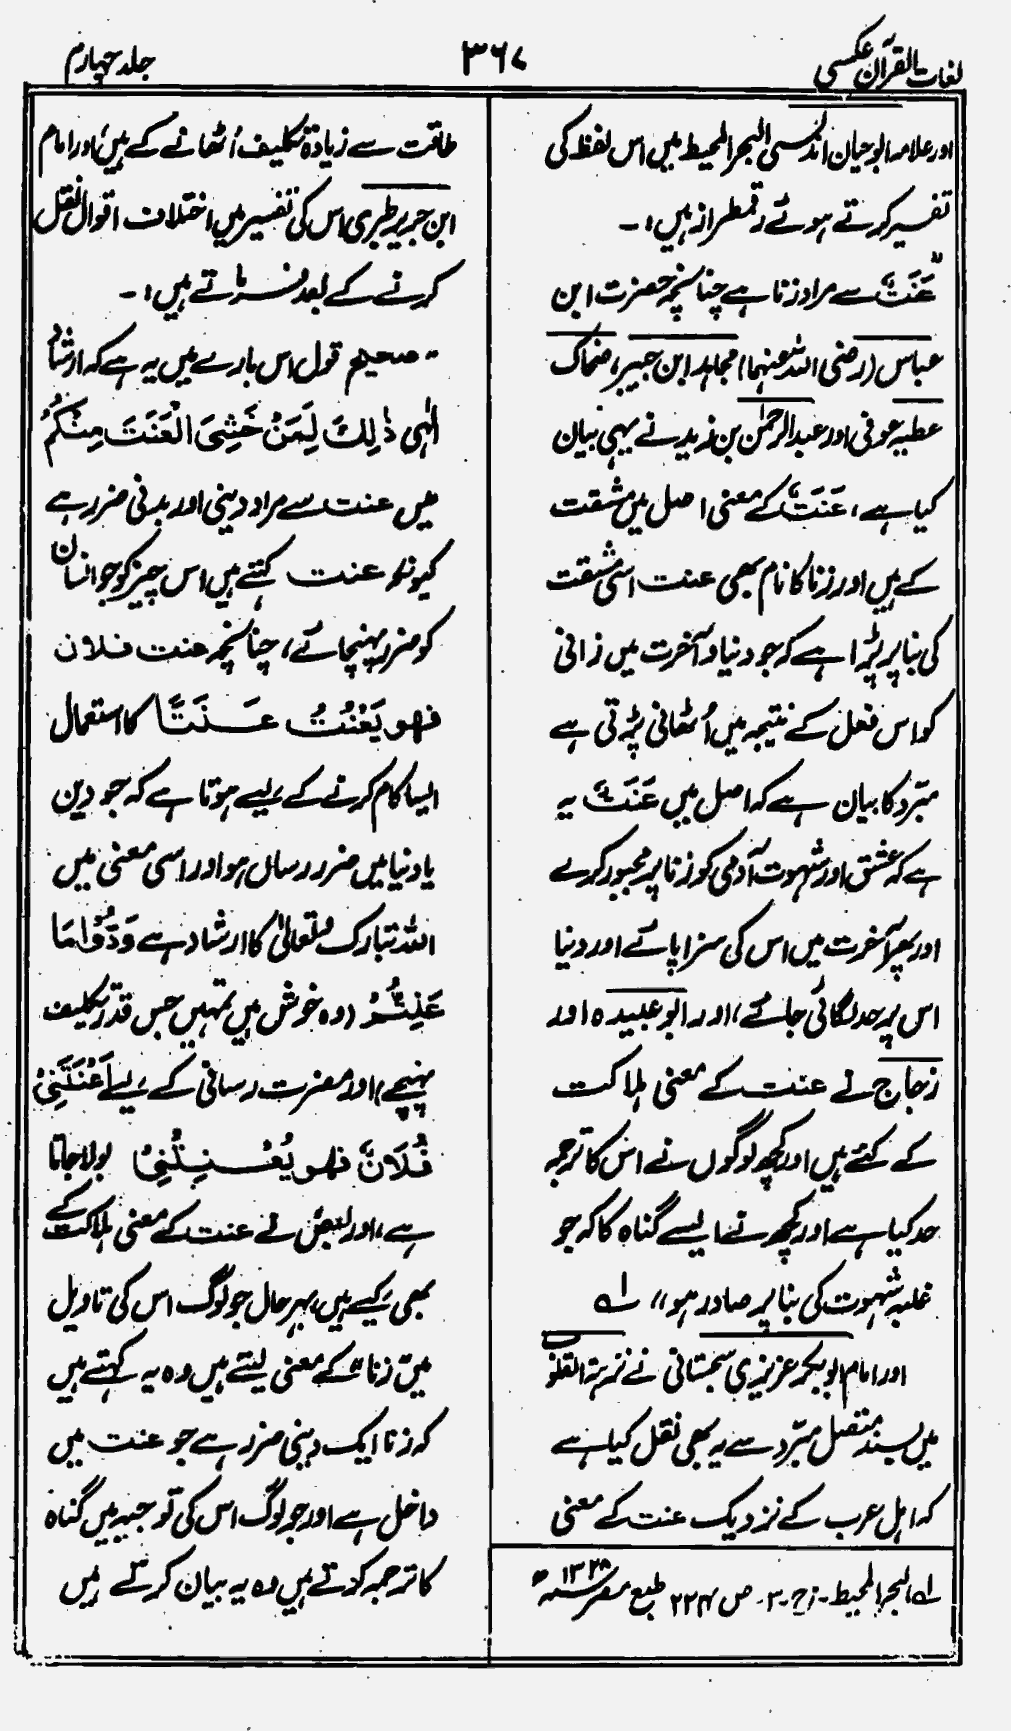 لغات القرآن عکسی
۳۶۷
جلد چہارم
اور علامہ ابو حیان اندلسی البحر المحیط میں اس لفظ کی
تفسیر کرتے ہوئے رقمطراز ہیں :۔
”عَنَتٌ سے مراد زنا ہے چنانچہ حضرت ابن
عباس (رضی اللہ عنہما) مجاہد ابن جبیر، ضحاک
عطیہ عوفی اور عبدالرحمٰن بن زید نے یہی بیان
کیا ہے، عَنَتٌ کے معنی اصل میں مشقت
کے ہیں اور زنا کا نام بھی عنت اسی مشقت
کی بنا پر پڑا ہے کہ جو دنیا و آخرت میں زانی
کو اس فعل کے نتیجہ میں اُٹھانی پڑتی ہے
مبرّد کا بیان ہے کہ اصل میں عَنَتٌ یہ
ہے کہ عشق اور شہوت آدمی کو زنا پر مجبور کرے
اور پھر آخرت میں اس کی سزا پائے اور دنیا
اس پر حد لگائی جائے، اور ابو عبیدہ اور
زجاج نے عنت کے معنی ہلاکت
کے کئے ہیں اور کچھ لوگوں نے اس کا ترجمہ
حد کیا ہے اور کچھ نے ایسے گناہ کا کہ جو
غلبہ شہوت کی بنا پر صادر ہو“ لہ
اور امام ابوبکر عزیزی سجستانی نے نزہتہ القلوب
میں بسند متصل مبرّد سے یہ بھی نقل کیا ہے
کہ اہل عرب کے نزدیک عنت کے معنی
لہ البحر المحیط ۔ ج ۔۳۔ ص ۲۲۴ طبع مصر ۱۳۲۸ھ
طاقت سے زیادہ تکلیف اُٹھانے کے ہیں، اور امام
ابن جریر طبری اس کی تفسیر میں اختلاف اقوال نقل
کرنے کے بعد فرماتے ہیں :۔
” صحیح قول اس بارے میں یہ ہے کہ ارشاد
الٰہی ذٰلِكَ لِمَنْ خَشِیَ الْعَنَتَ مِنْكُمْ
میں عنت سے مراد دینی اور بدنی ضرر ہے
کیونکہ عنت کہتے ہیں اس چیز کو جو انسان
کو ضرر پہنچائے، چنانچہ عنت فلان
فهو یَعْنُتُ عَنَتًا کا استعمال
ایسا کام کرنے کے لیے ہوتا ہے کہ جو دین
یا دنیا میں ضرر رساں ہو اور اسی معنی میں
اللہ تبارک و تعالیٰ کا ارشاد ہے وَدُّوْا مَا
عَنِتُّمْ (وہ خوش ہیں تمہیں جس قدر تکلیف
پہنچے) اور مضرت رسانی کے لیے اَعْنَتَنِیْ
فُلَانٌ فهو یُعْنِتُنِیْ بولا جاتا
ہے، اور بعض نے عنت کے معنی ہلاکت کے
بھی کیے ہیں، بہر حال جو لوگ اس کی تاویل
میں ”زنا“ کے معنی لیتے ہیں وہ یہ کہتے ہیں
کہ زنا ایک دینی ضرر ہے جو عنت میں
داخل ہے اور جو لوگ اس کی توجیہ میں گناہ
کا ترجمہ کرتے ہیں وہ یہ بیان کرتے ہیں